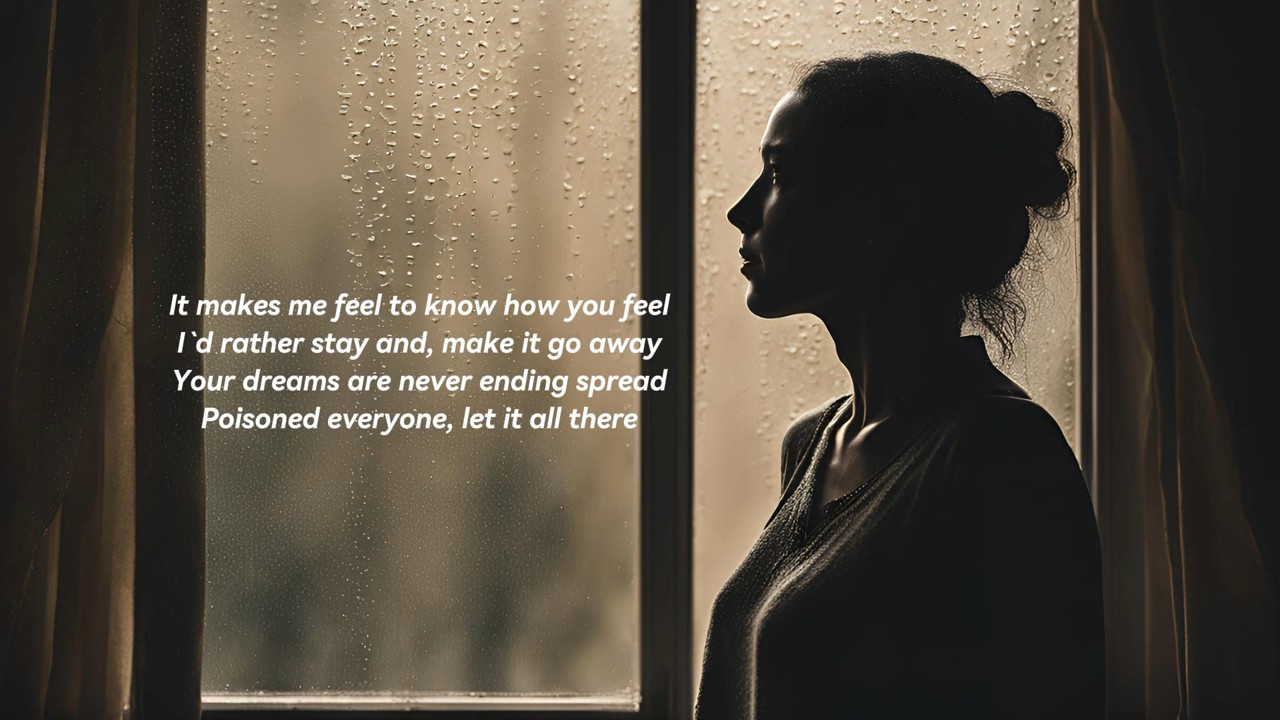 It makes me feel to know how you feel
I`d rather stay and, make it go away
Your dreams are never ending spread
Poisoned everyone, let it all there